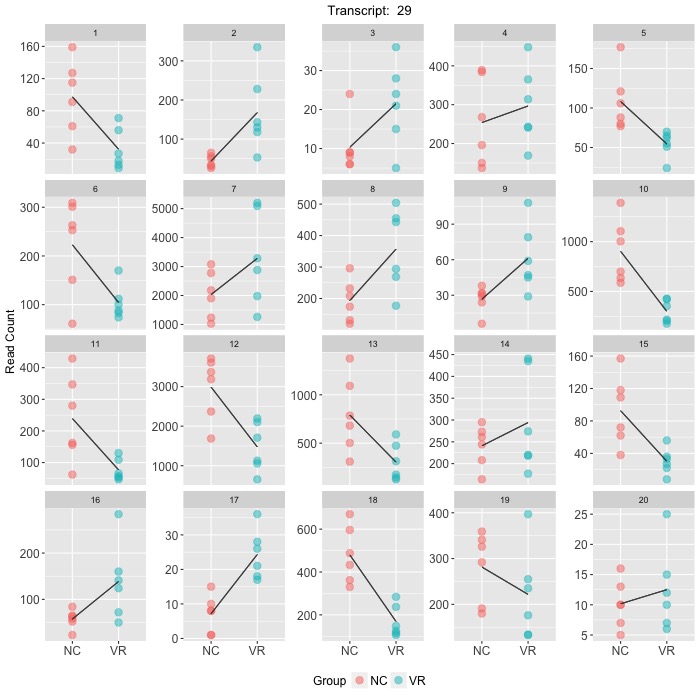 Transcript: 29
1 2 3 4 5
160 120 80 40
300 200 100
30 20 10
400 300 200
150 100 50
6 7 8 9 10
300 200 100
5000 4000 3000 2000 1000
500 400 300 200
90 60 30
1000 500
11 12 13 14 15
400 300 200 100
3000 2000 1000
1000 500
450 400 350 300 250 200
160 120 80 40
16 17 18 19 20
200 100
30 20 10 0
600 400 200
400 300 200
25 20 15 10 5
NC VR NC VR NC VR NC VR NC VR
Read Count
Group NC VR